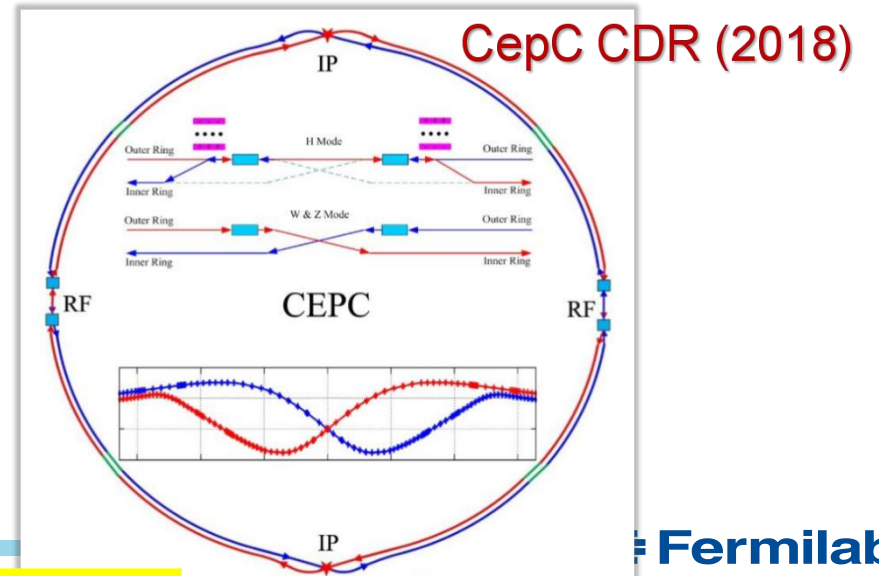 CepC CDR (2018)
IP
H Mode
Outer Ring
Outer Ring
Inner Ring
Inner Ring
W & Z Mode
Outer Ring
Outer Ring
Inner Ring
Inner Ring
RF
CEPC
RF
IP
Fermilab